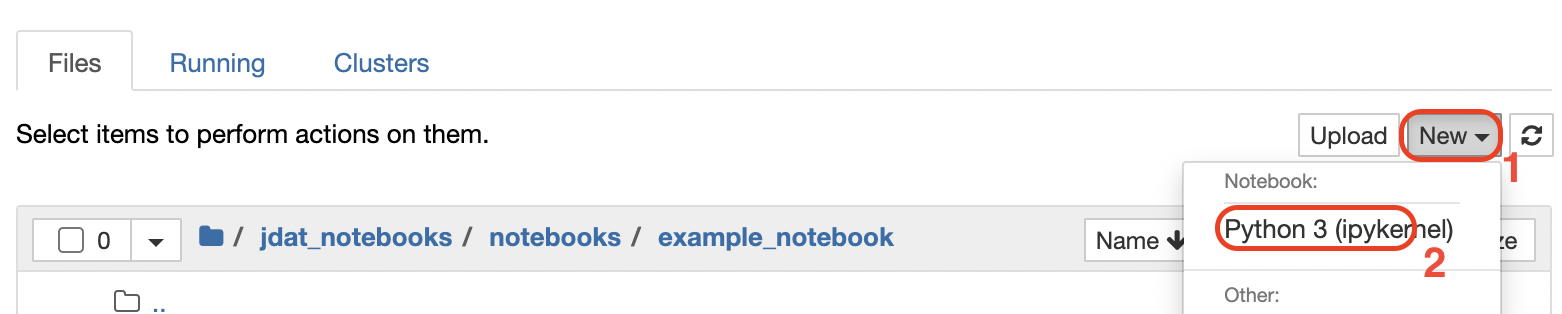 Files Running Clusters
Select items to perform actions on them.
Upload New
1
Notebook:
Python 3 (ipykernel)
2
0 / jdat_notebooks / notebooks / example_notebook Name ze
Other:
..